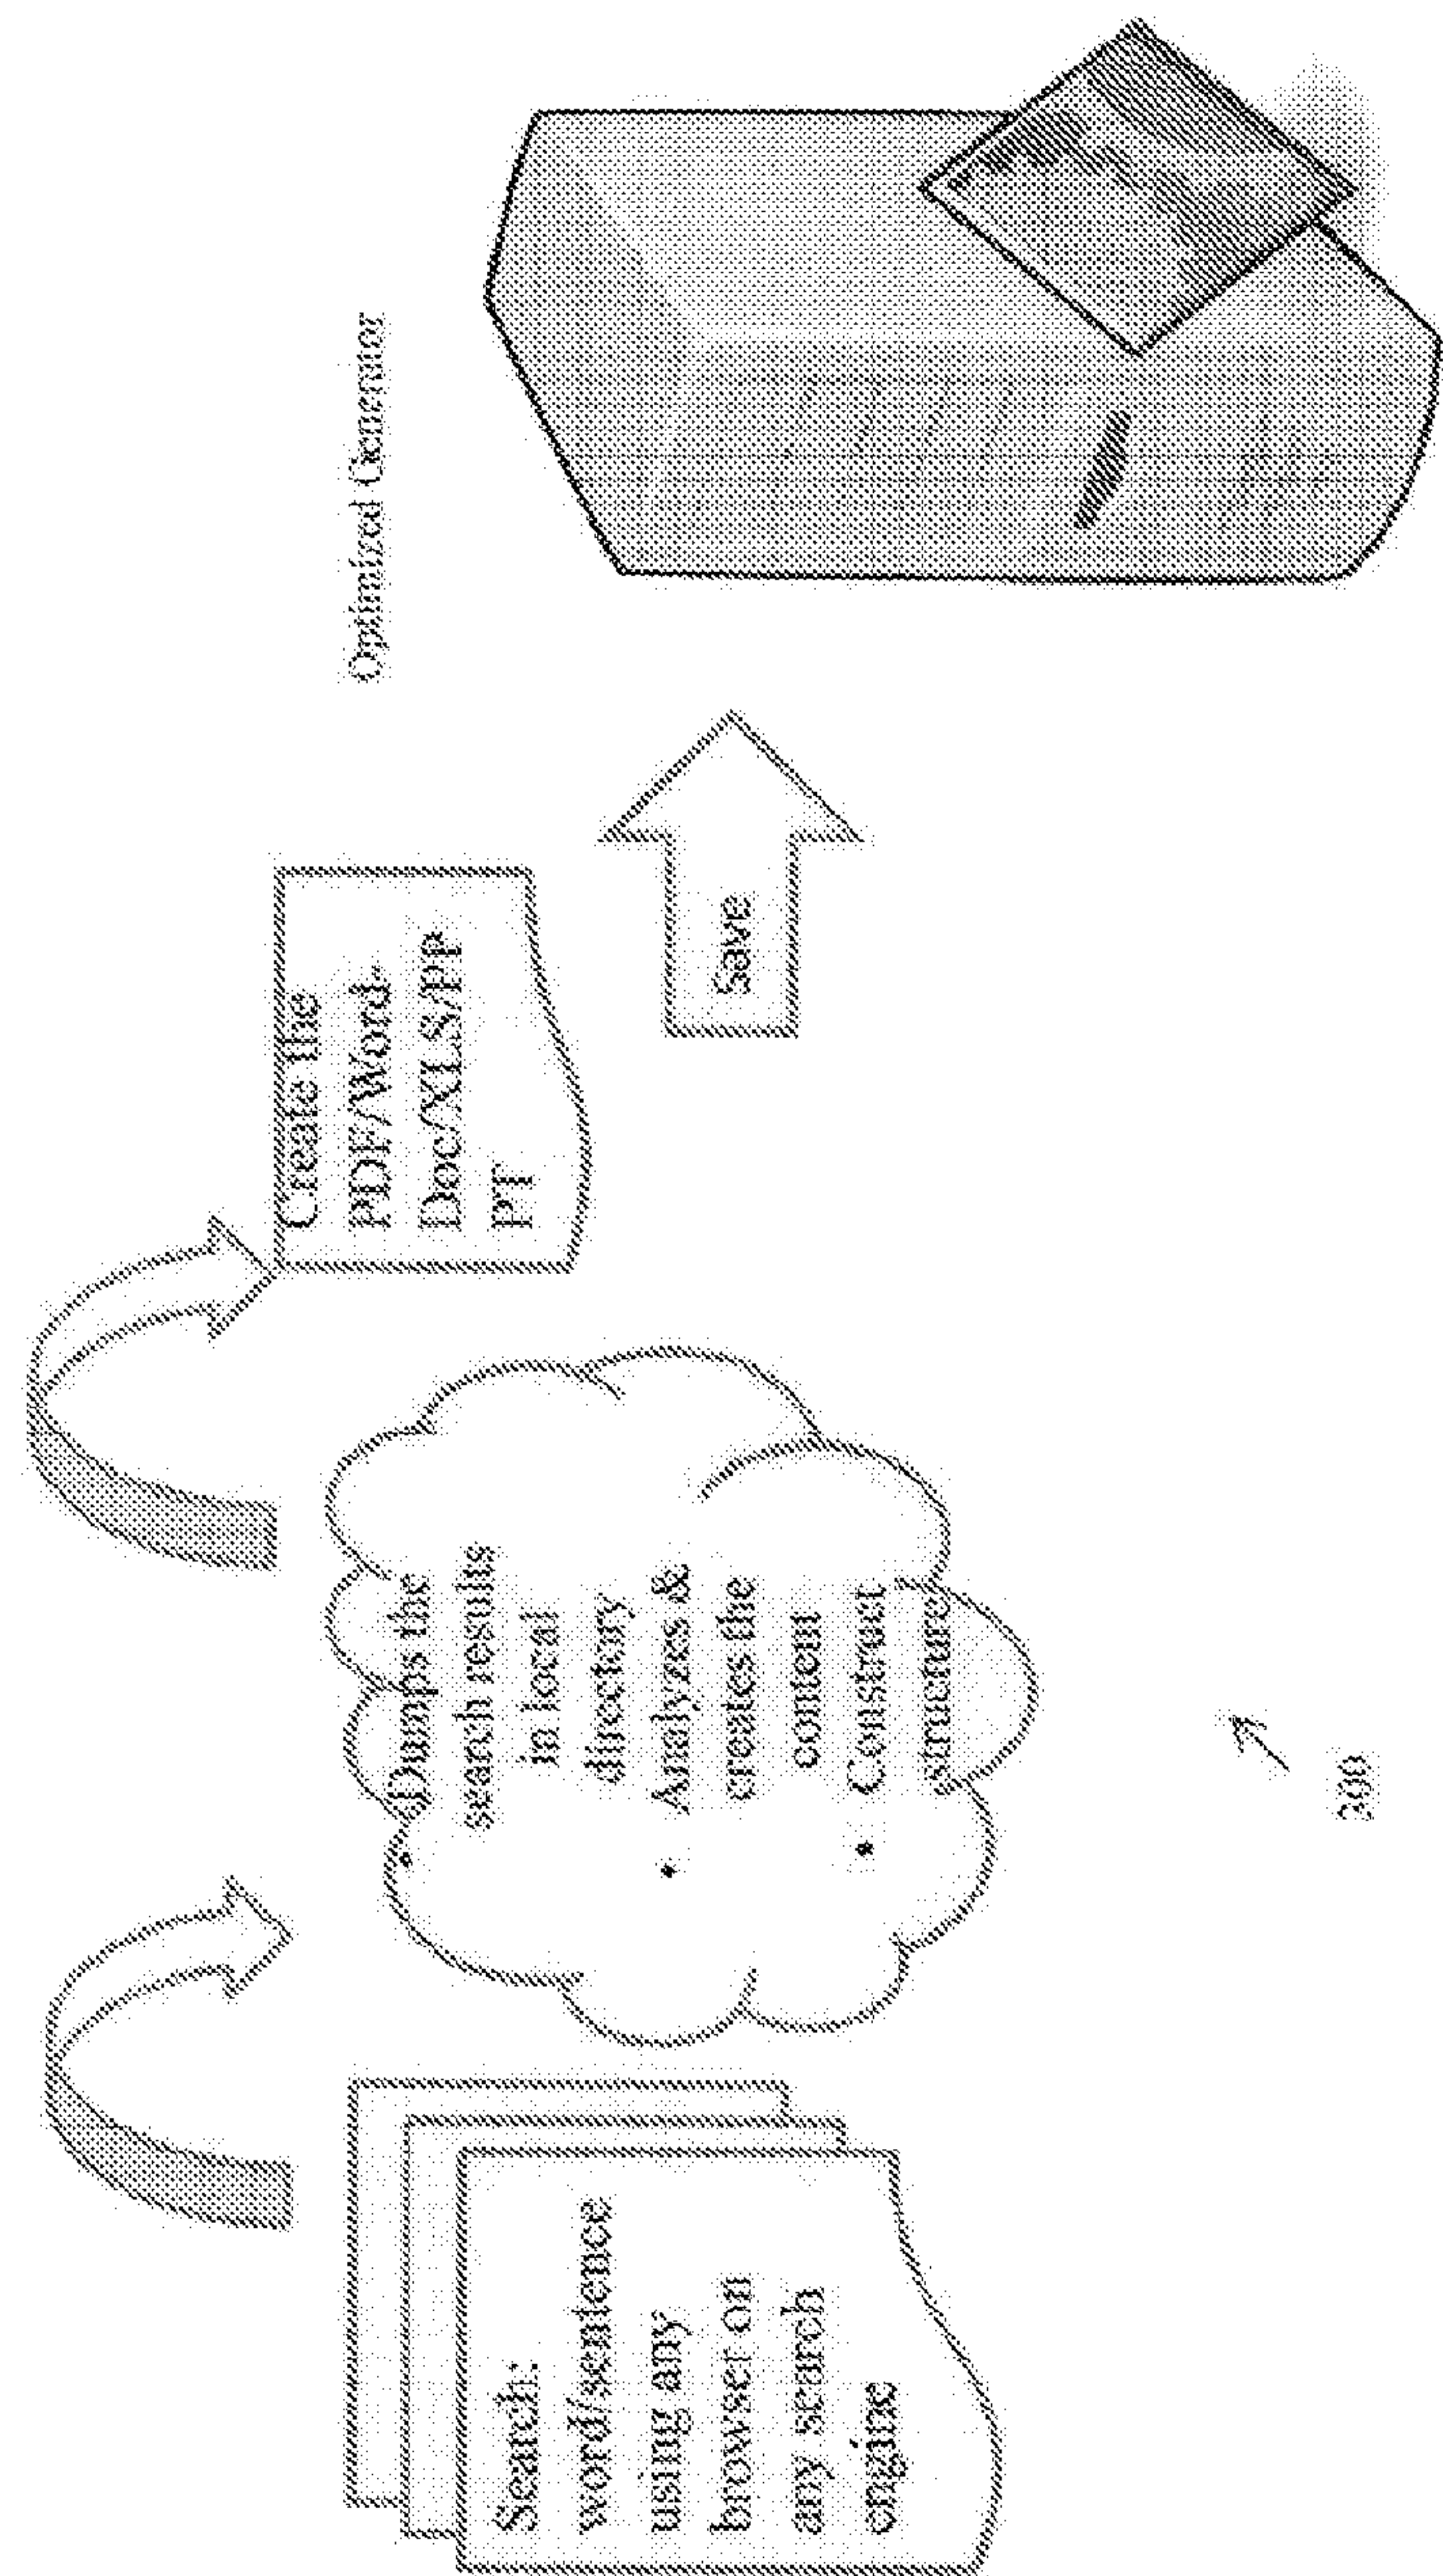 Search:
word/sentence
using any
browser on
any search
engine
• Dumps the
search results
in local
directory
• Analyzes &
creates the
content
• Construct
structure
Create the
PDF/Word-
Doc/XLS/PP
PT
Save
Optimized Generator
300